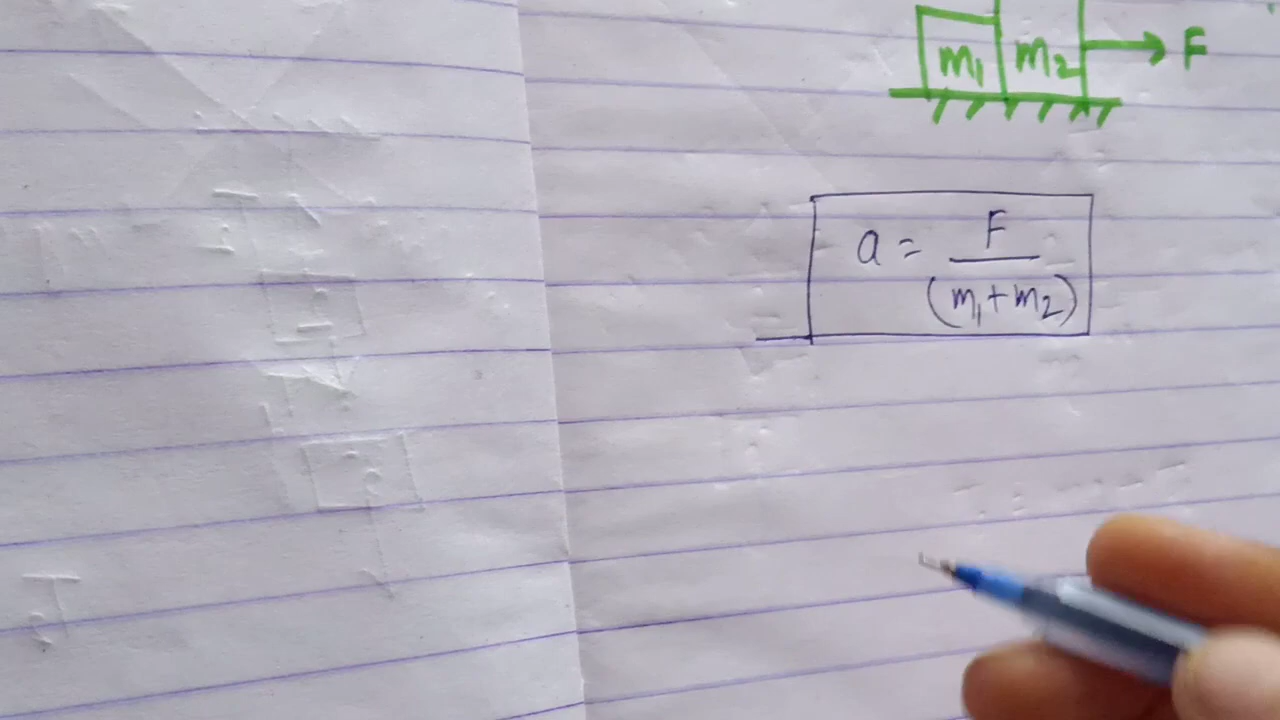 m₁ m₂ → F
a = F / (m₁ + m₂)